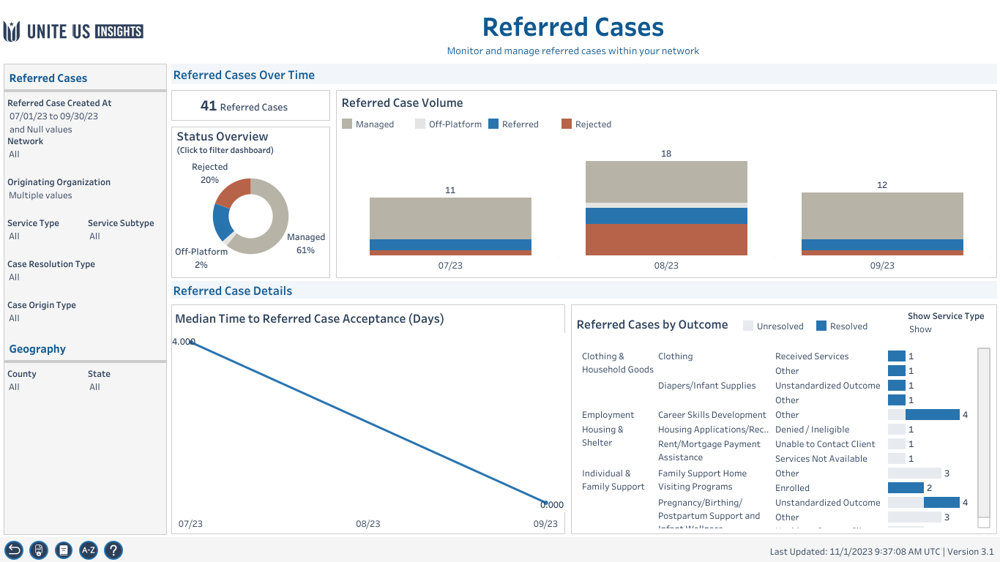 UNITE US INSIGHTS
Referred Cases
Monitor and manage referred cases within your network
Referred Cases
Referred Case Created At
07/01/23 to 09/30/23
and Null values
Network
All
Originating Organization
Multiple values
Service Type Service Subtype
All All
Case Resolution Type
All
Case Origin Type
All
Geography
County State
All All
Referred Cases Over Time
41 Referred Cases
Status Overview
(Click to filter dashboard)
Rejected
20%
Managed
61%
Off-Platform
2%
Referred Case Volume
Managed Off-Platform Referred Rejected
11 18 12
07/23 08/23 09/23
Referred Case Details
Median Time to Referred Case Acceptance (Days)
4.000
0.000
07/23 08/23 09/23
Referred Cases by Outcome Unresolved Resolved
Show Service Type
Show
Clothing & Clothing Received Services 1
Household Goods Other 1
Diapers/Infant Supplies Unstandardized Outcome 1
Other 1
Employment Career Skills Development Other 4
Housing & Housing Applications/Rec.. Denied / Ineligible 1
Shelter Rent/Mortgage Payment Unable to Contact Client 1
Assistance Services Not Available 1
Individual & Family Support Home Other 3
Family Support Visiting Programs Enrolled 2
Pregnancy/Birthing/ Unstandardized Outcome 4
Postpartum Support and Other 3
Infant Wellness
A-Z ?
Last Updated: 11/1/2023 9:37:08 AM UTC | Version 3.1